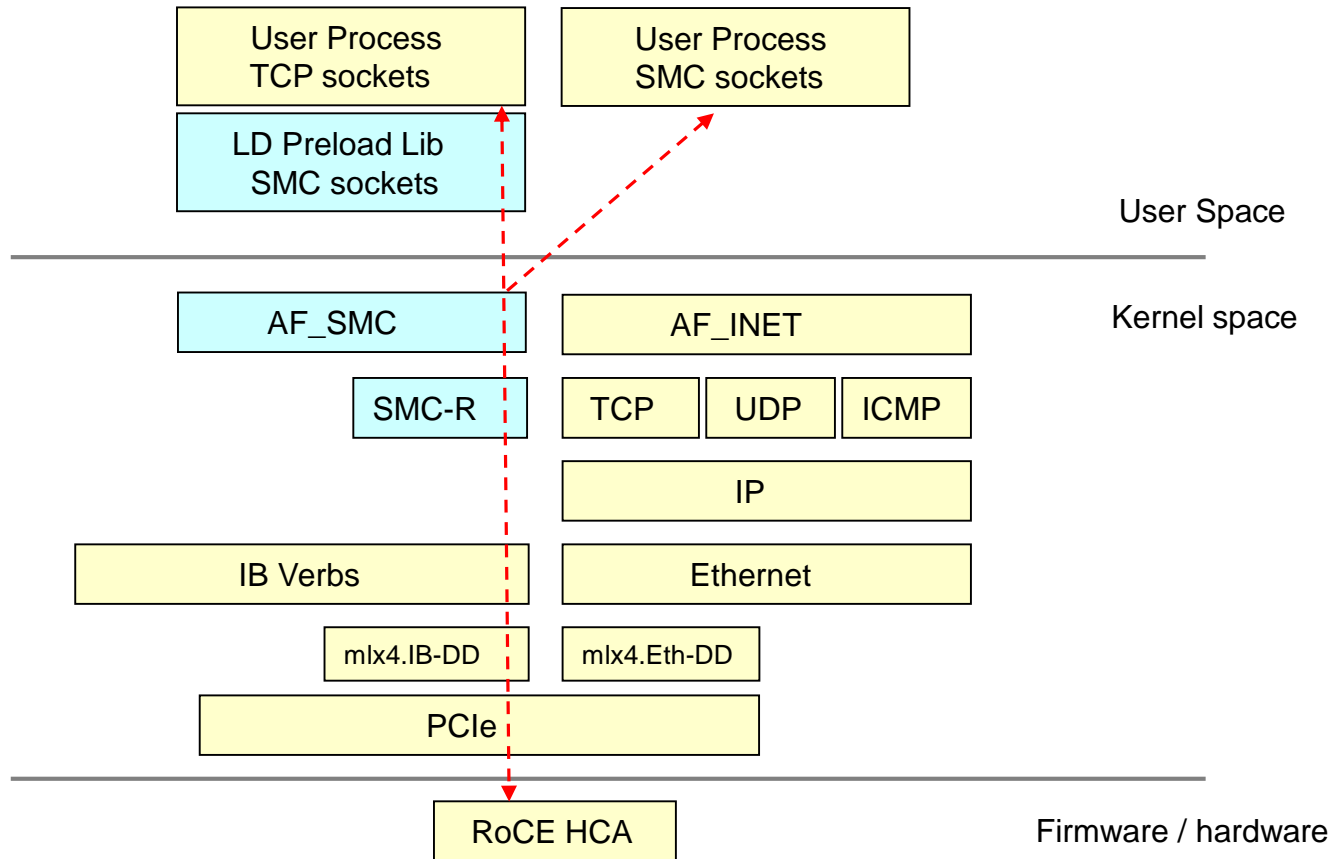 User Process
TCP sockets
User Process
SMC sockets
LD Preload Lib
SMC sockets
User Space
AF_SMC
AF_INET
Kernel space
SMC-R
TCP
UDP
ICMP
IP
IB Verbs
Ethernet
mlx4.IB-DD
mlx4.Eth-DD
PCIe
RoCE HCA
Firmware / hardware